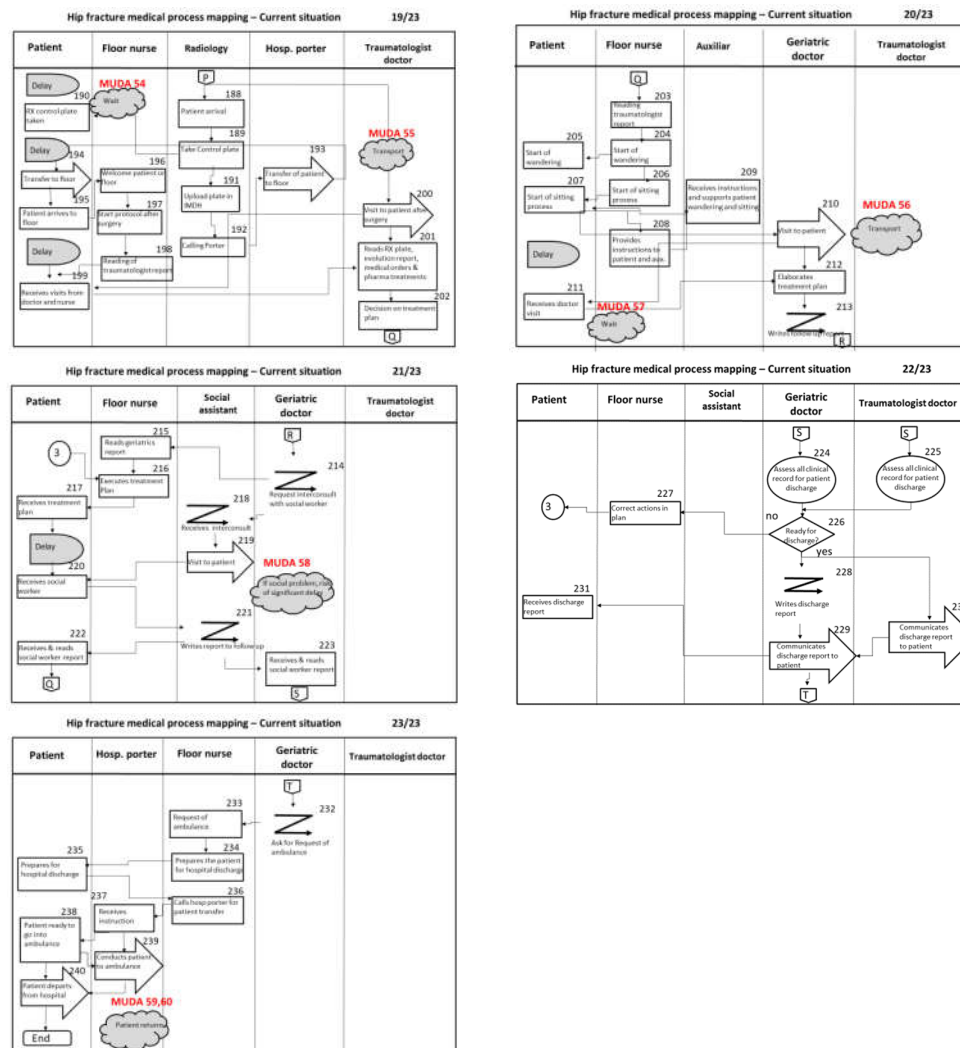 Hip fracture medical process mapping – Current situation 19/23
Patient Floor nurse Radiology Hosp. porter Traumatologist
doctor
P
Delay
MUDA 54
Wait
188
190
RX control plate
taken
Patient arrival
189
Take Control plate
MUDA 55
Transport
Delay
194
Transfer to floor
196
Welcome patient on
floor
193
Transfer of patient
to floor
191
Upload plate in
IMDH
195
Patient arrives to
floor
197
Start protocol after
surgery
192
Calling Porter
200
Visit to patient after
surgery
201
Reads RX plate,
evolution report,
medical orders &
pharma treatments
Delay
198
Reading of
traumatologist report
199
Receives visits from
doctor and nurse
202
Decision on treatment
plan
Q
Hip fracture medical process mapping – Current situation 20/23
Patient Floor nurse Auxiliar Geriatric
doctor
Traumatologist
doctor
Q
203
Reading
traumatologist
report
205
Start of
wandering
204
Start of
wandering
207
Start of sitting
process
206
Start of sitting
process
209
Receives instructions
and supports patient
wandering and sitting
210
Visit to patient
MUDA 56
Transport
208
Provides
instructions to
patient and aux.
Delay
212
Elaborates
treatment plan
211
Receives doctor
visit
MUDA 57
Wait
213
Writes follow up report
R
Hip fracture medical process mapping – Current situation 21/23
Patient Floor nurse Social
assistant
Geriatric
doctor
Traumatologist
doctor
R
215
Reads geriatrics
report
3
216
Executes treatment
Plan
214
Request interconsult
with social worker
217
Receives treatment
plan
218
Receives interconsult
Delay
219
Visit to patient
MUDA 58
If social problem, risk
of significant delay
220
Receives social
worker
221
Writes report to follow up
222
Receives & reads
social worker report
223
Receives & reads
social worker report
Q
S
Hip fracture medical process mapping – Current situation 22/23
Patient Floor nurse Social
assistant
Geriatric
doctor
Traumatologist doctor
S
S
224
Assess all clinical
record for patient
discharge
225
Assess all clinical
record for patient
discharge
3
227
Correct actions in
plan
no
226
Ready for
discharge?
yes
228
Writes discharge
report
231
Receives discharge
report
229
Communicates
discharge report to
patient
Communicates
discharge report
to patient
T
Hip fracture medical process mapping – Current situation 23/23
Patient Hosp. porter Floor nurse Geriatric
doctor
Traumatologist doctor
T
233
Request of
ambulance
232
Ask for Request of
ambulance
235
Prepares for
hospital discharge
234
Prepares the patient
for hospital discharge
236
Calls hosp porter for
patient transfer
237
Receives
instruction
238
Patient ready to
go into
ambulance
239
Conducts patient
to ambulance
240
Patient departs
from hospital
MUDA 59,60
Patient returns
End